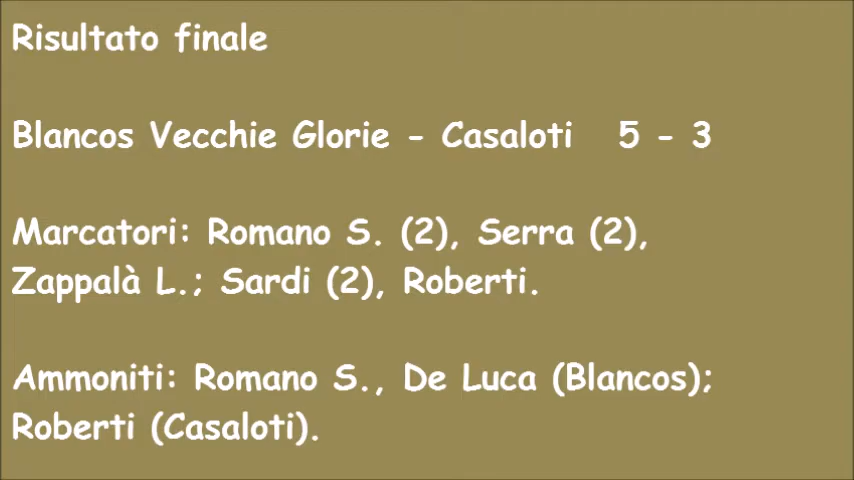 Risultato finale
Blancos Vecchie Glorie - Casaloti 5 - 3
Marcatori: Romano S. (2), Serra (2),
Zappalà L.; Sardi (2), Roberti.
Ammoniti: Romano S., De Luca (Blancos);
Roberti (Casaloti).